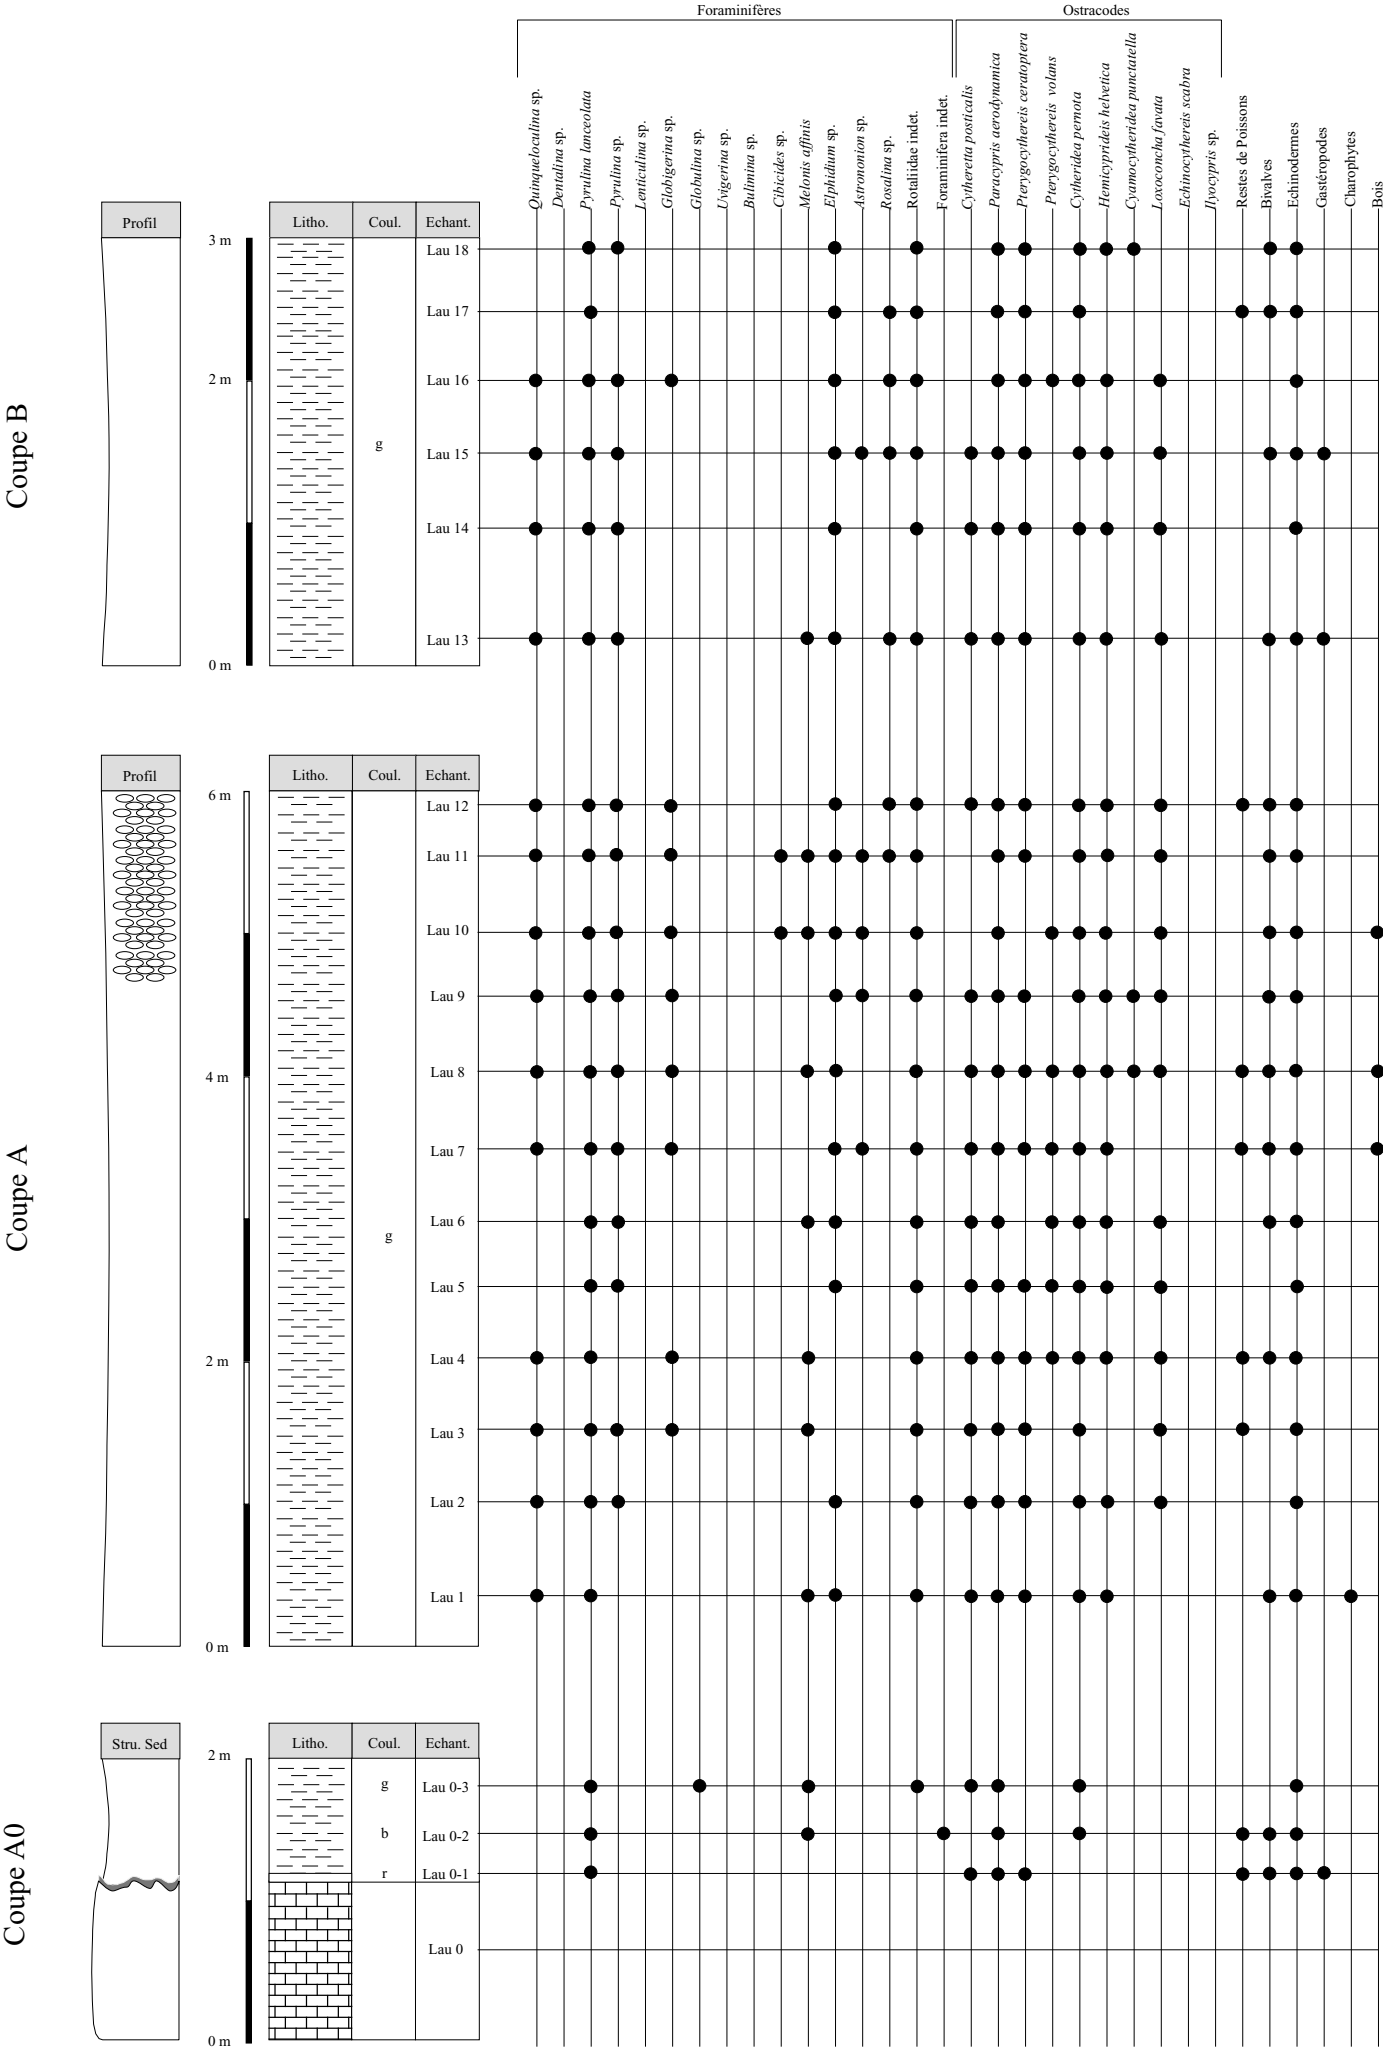 Foraminifères
Ostracodes
Quinqueloculina sp.
Dentalina sp.
Pyrulina lanceolata
Pyrulina sp.
Lenticulina sp.
Globigerina sp.
Globulina sp.
Uvigerina sp.
Bulimina sp.
Cibicides sp.
Melonis affinis
Elphidium sp.
Astrononion sp.
Rosalina sp.
Rotaliidae indet.
Foraminifera indet.
Cytheretta posticalis
Paracypris aerodynamica
Pterygocythereis ceratoptera
Pterygocythereis volans
Cytheridea pernota
Hemicyprideis helvetica
Cyamocytheridea punctatella
Loxoconcha favata
Echinocythereis scabra
Ilyocypris sp.
Restes de Poissons
Bivalves
Echinodermes
Gastéropodes
Charophytes
Bois
Coupe B
Profil
Litho.
Coul.
Echant.
3 m
Lau 18
Lau 17
2 m
Lau 16
g
Lau 15
Lau 14
Lau 13
0 m
Coupe A
Profil
Litho.
Coul.
Echant.
6 m
Lau 12
Lau 11
Lau 10
Lau 9
4 m
Lau 8
Lau 7
Lau 6
g
Lau 5
2 m
Lau 4
Lau 3
Lau 2
Lau 1
0 m
Coupe A0
Stru. Sed
Litho.
Coul.
Echant.
2 m
g
Lau 0-3
b
Lau 0-2
r
Lau 0-1
Lau 0
0 m